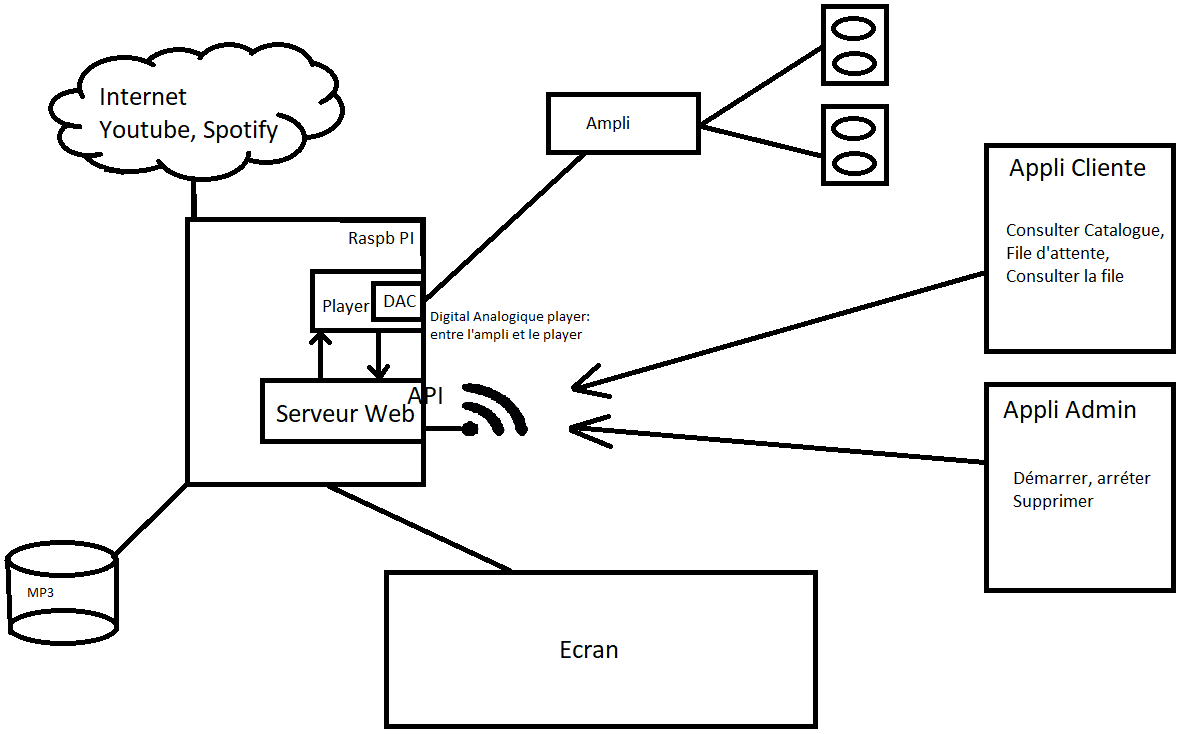 Internet
Youtube, Spotify
Ampli
Appli Cliente
Consulter Catalogue,
File d'attente,
Consulter la file
Raspb PI
Player
DAC
Digital Analogique player:
entre l'ampli et le player
API
Serveur Web
Appli Admin
Démarrer, arréter
Supprimer
MP3
Ecran